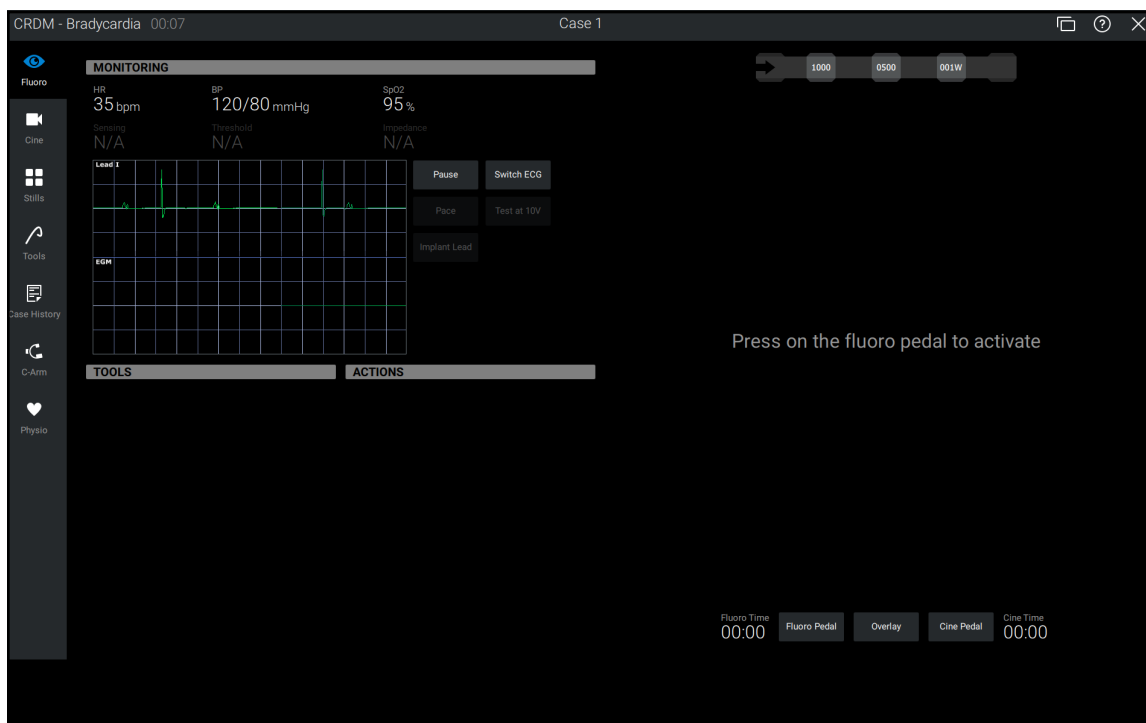 CRDM - Bradycardia 00:07 Case 1
Fluoro
Cine
Stills
Tools
Case History
C-Arm
Physio
MONITORING
HR BP SpO2
35 bpm 120/80 mmHg 95 %
Sensing Threshold Impedance
N/A N/A N/A
Lead I
EGM
Pause Switch ECG
Pace Test at 10V
Implant Lead
TOOLS ACTIONS
1000 0500 001W
Press on the fluoro pedal to activate
Fluoro Time
00:00
Fluoro Pedal Overlay Cine Pedal
Cine Time
00:00